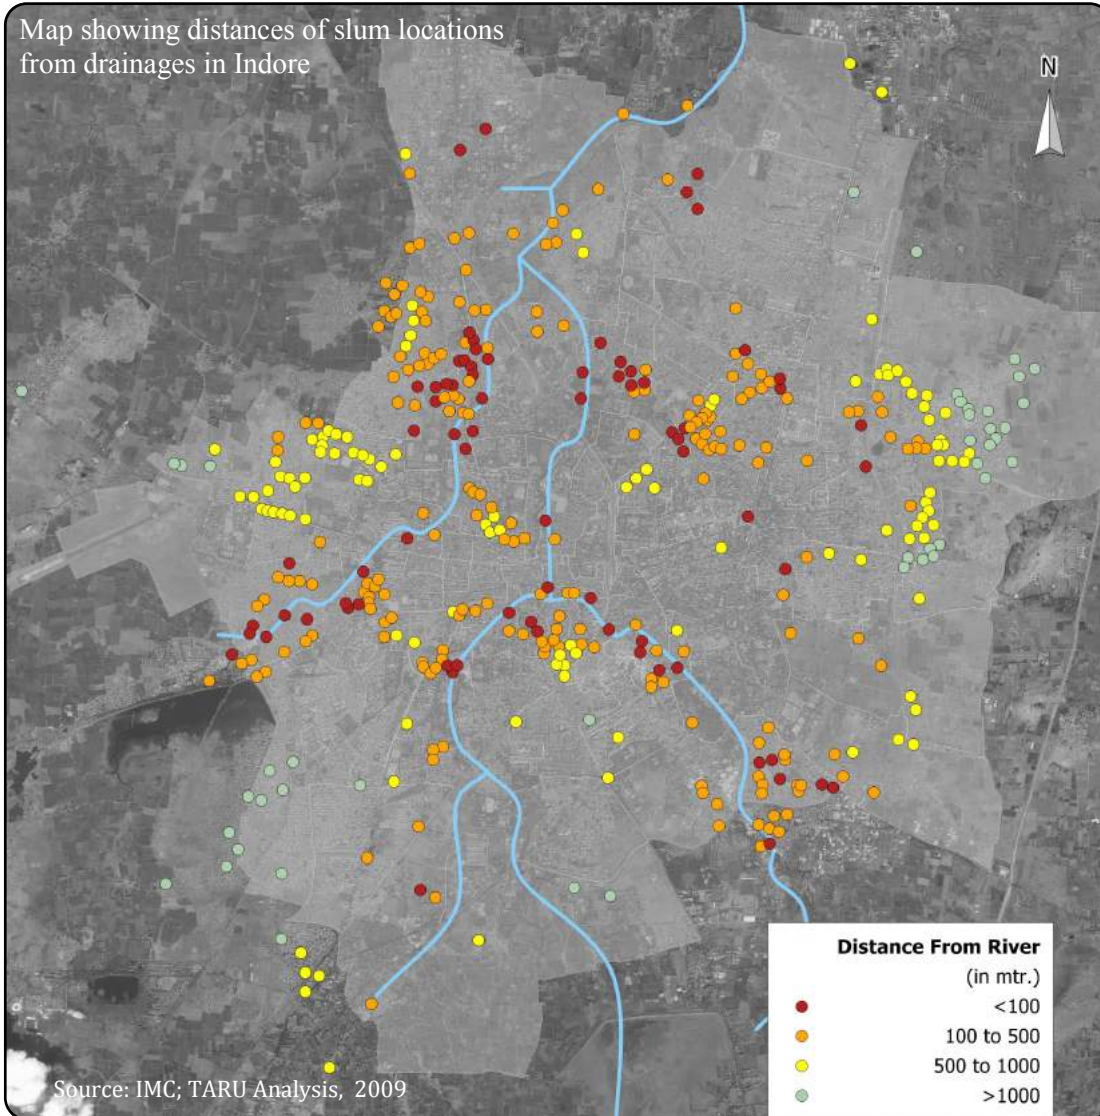 Map showing distances of slum locations
from drainages in Indore
N
Distance From River
(in mtr.)
<100
100 to 500
500 to 1000
>1000
Source: IMC; TARU Analysis, 2009